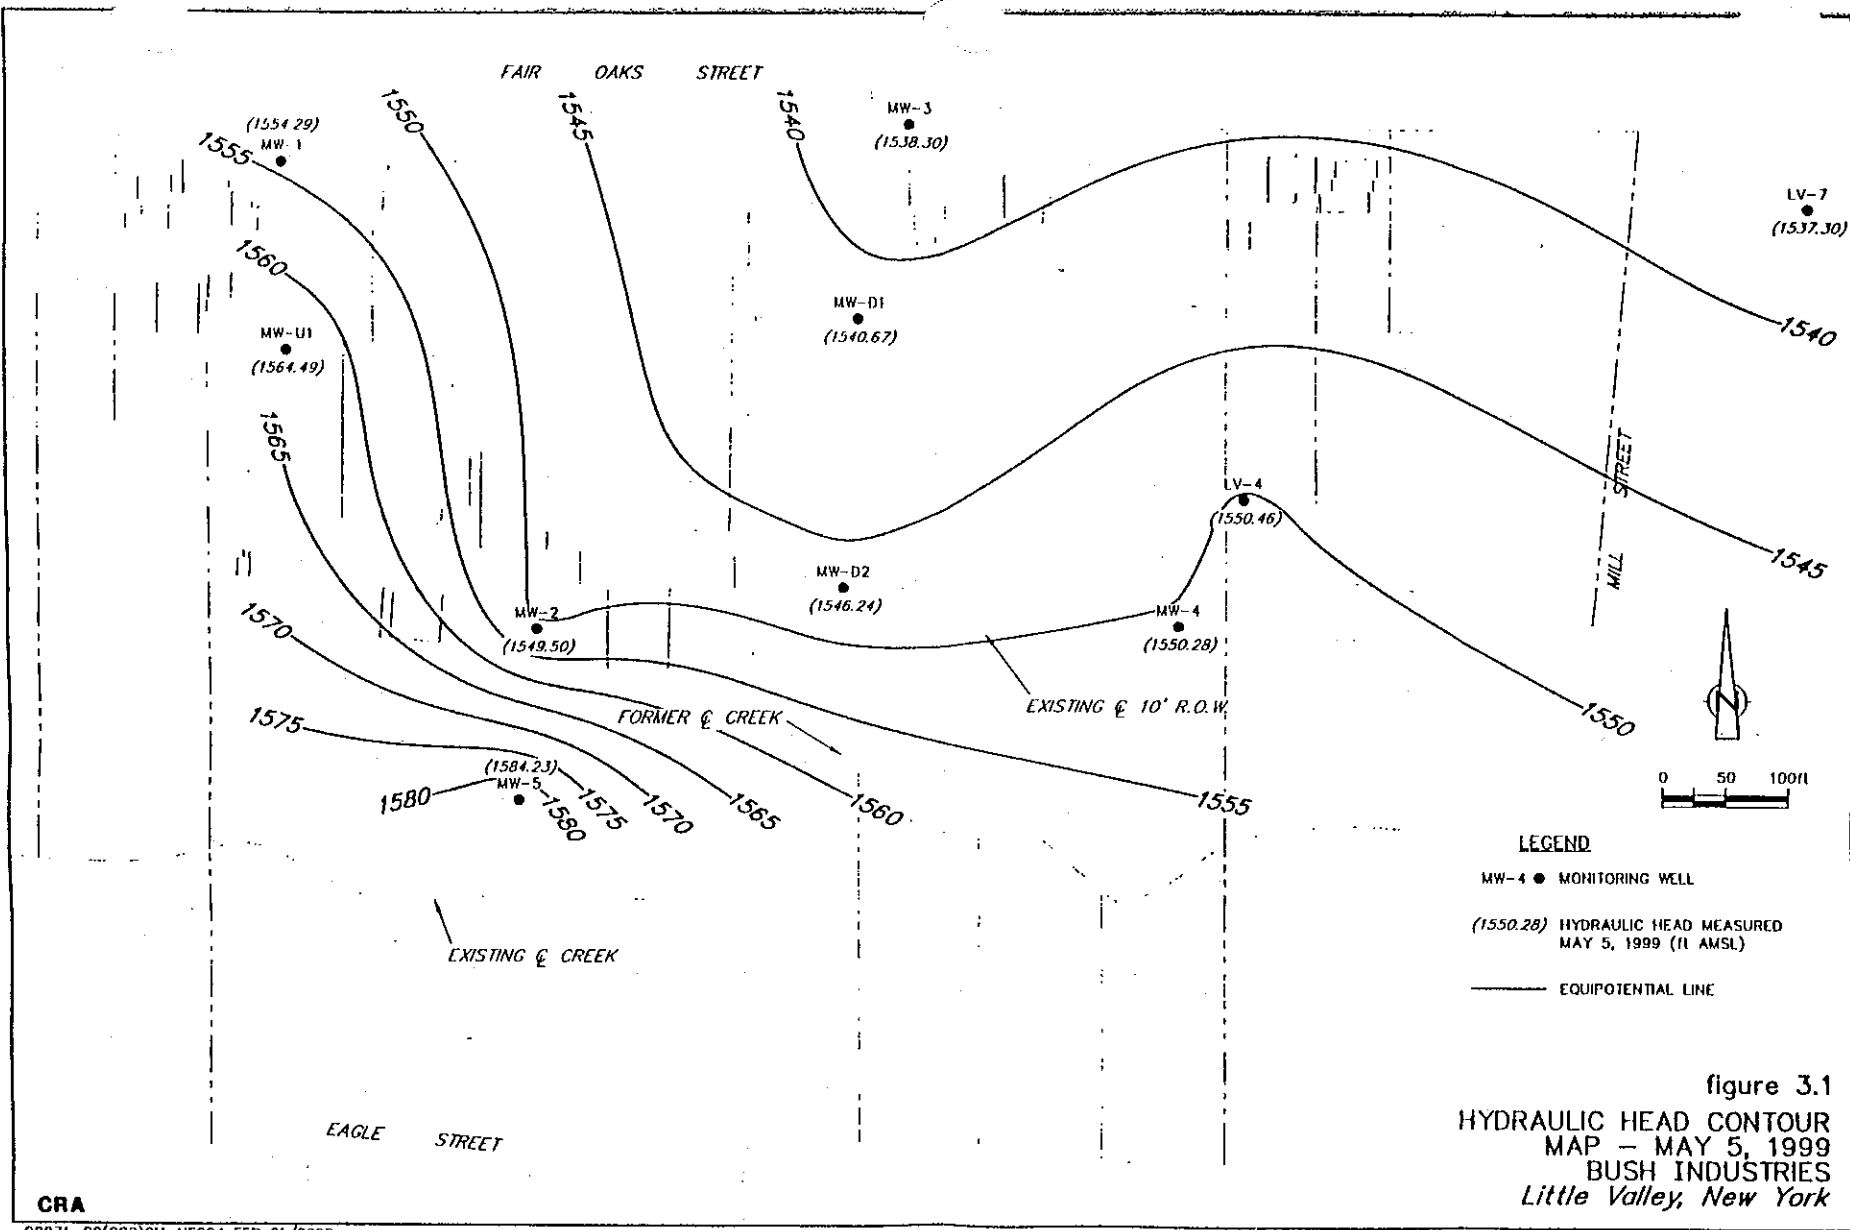 FAIR OAKS STREET
1550
1545
1540
MW-3
(1538.30)
(1554.29)
MW-1
1555
LV-7
(1537.30)
1560
MW-U1
(1564.49)
MW-D1
(1540.67)
1540
1565
MILL STREET
LV-4
(1550.46)
1545
MW-D2
(1546.24)
1570
MW-2
(1549.50)
MW-4
(1550.28)
EXISTING ℄ 10' R.O.W.
FORMER ℄ CREEK
1550
1575
(1584.23)
MW-5
1580
1580
1575
1570
1565
1560
1555
N
0 50 100ft
LEGEND
MW-4 ● MONITORING WELL
(1550.28) HYDRAULIC HEAD MEASURED
MAY 5, 1999 (ft AMSL)
EQUIPOTENTIAL LINE
EXISTING ℄ CREEK
EAGLE STREET
figure 3.1
HYDRAULIC HEAD CONTOUR
MAP - MAY 5, 1999
BUSH INDUSTRIES
Little Valley, New York
CRA